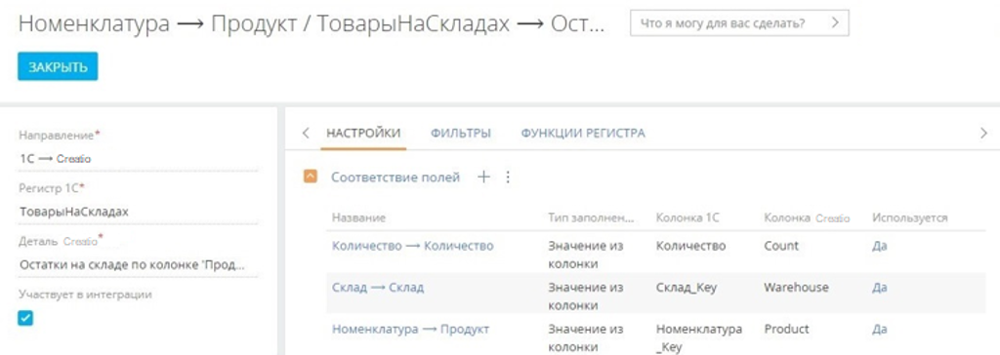 Номенклатура ⟶ Продукт / ТоварыНаСкладах ⟶ Ост...
Что я могу для вас сделать?
ЗАКРЫТЬ
Направление*
1С ⟶ Creatio
Регистр 1С*
ТоварыНаСкладах
Деталь Creatio*
Остатки на складе по колонке 'Прод...
Участвует в интеграции
НАСТРОЙКИ ФИЛЬТРЫ ФУНКЦИИ РЕГИСТРА
Соответствие полей
Название Тип заполнен... Колонка 1С Колонка Creatio Используется
Количество ⟶ Количество Значение из Количество Count Да
колонки
Склад ⟶ Склад Значение из Склад_Key Warehouse Да
колонки
Номенклатура ⟶ Продукт Значение из Номенклатура Product Да
колонки _Key